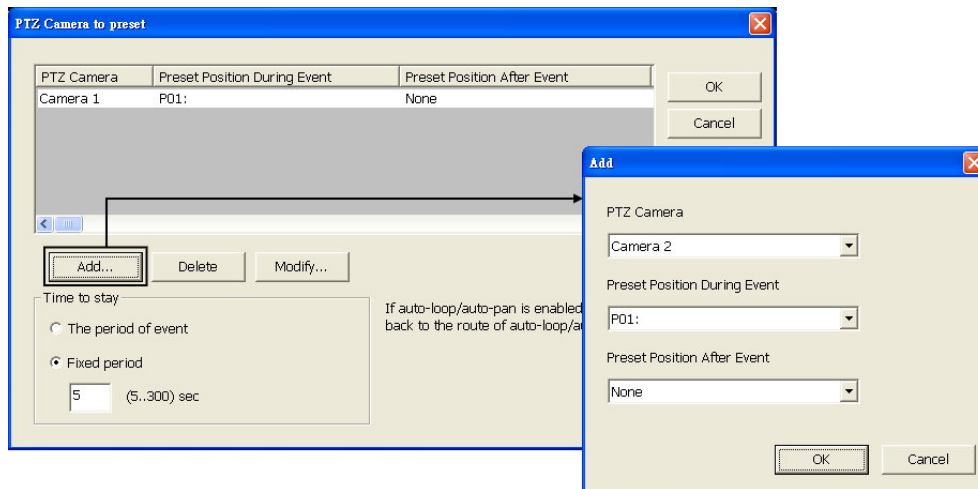 PTZ Camera to preset
PTZ Camera Preset Position During Event Preset Position After Event
Camera 1 P01: None
OK
Cancel
Add... Delete Modify...
Time to stay
The period of event
Fixed period
5 (5..300) sec
If auto-loop/auto-pan is enabled
back to the route of
Add
PTZ Camera
Camera 2
Preset Position During Event
P01:
Preset Position After Event
None
OK Cancel